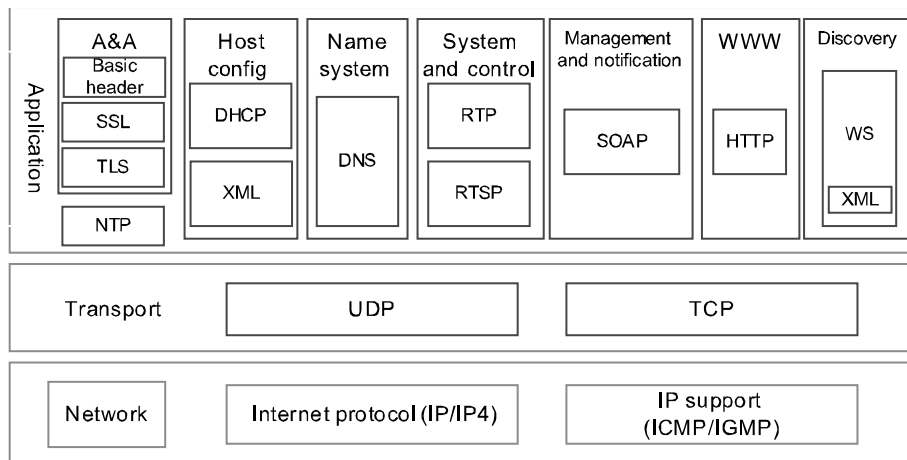 Application
A&A
Basic
header
SSL
TLS
NTP
Host
config
DHCP
XML
Name
system
DNS
System
and control
RTP
RTSP
Management
and notification
SOAP
WWW
HTTP
Discovery
WS
XML
Transport
UDP
TCP
Network
Internet protocol (IP/IP4)
IP support
(ICMP/IGMP)